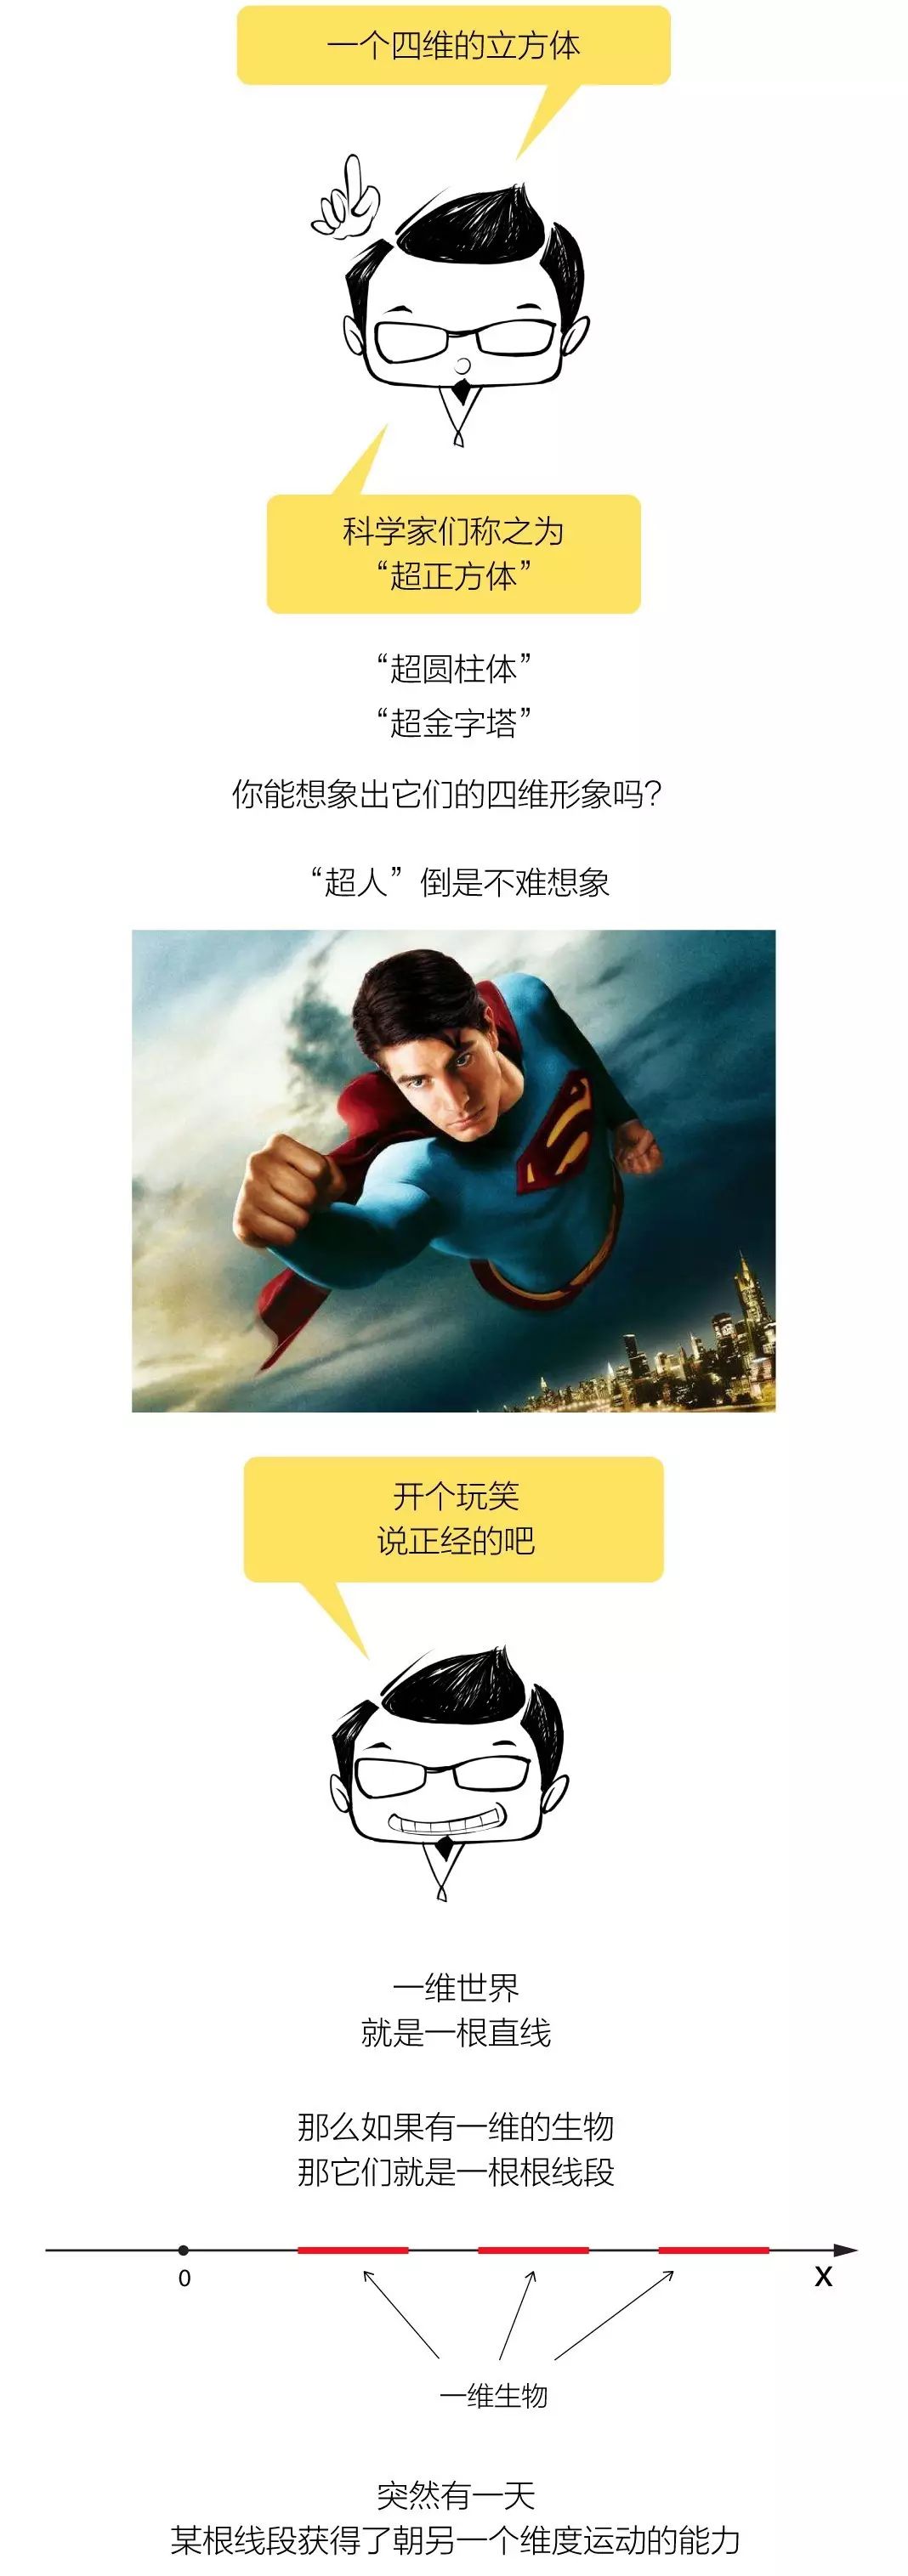 一个四维的立方体
科学家们称之为
“超正方体”
“超圆柱体”
“超金字塔”
你能想象出它们的四维形象吗？
“超人”倒是不难想象
开个玩笑
说正经的吧
一维世界
就是一根直线
那么如果有一维的生物
那它们就是一根根线段
0
X
一维生物
突然有一天
某根线段获得了朝另一个维度运动的能力